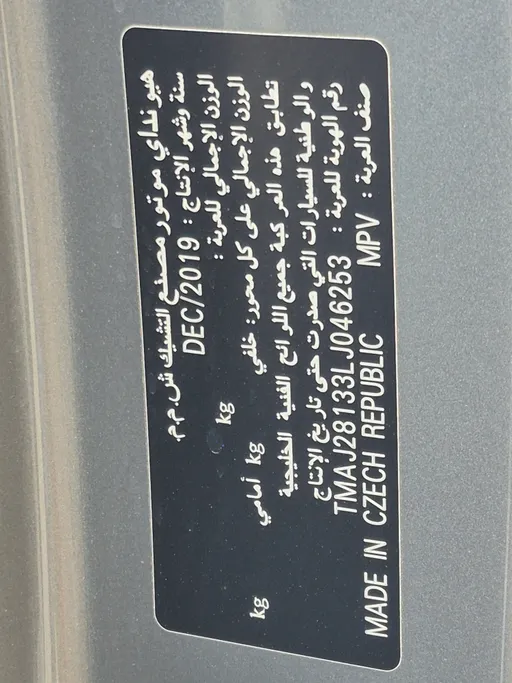 هيونداي موتور مصنع التشيك ش.م.م.
سنة وشهر الإنتاج : DEC/2019
الوزن الإجمالي للعربة : kg
الوزن الإجمالي على كل محور: خلفي kg أمامي kg
تطابق هذه المركبة جميع اللوائح الفنية الخليجية
و الوطنية للسيارات التي صدرت حتى تاريخ الإنتاج
رقم الهوية للعربة : TMAJ28133LJ046253
صنف العربة : MPV MADE IN CZECH REPUBLIC